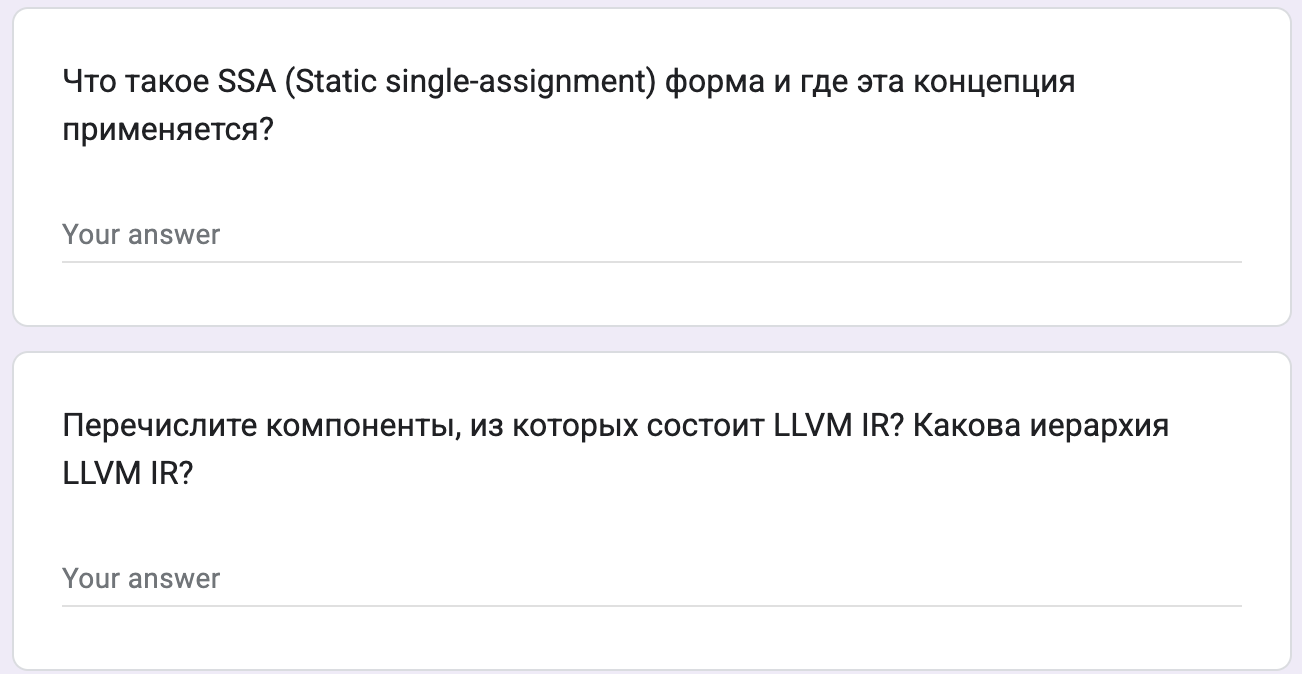 Что такое SSA (Static single-assignment) форма и где эта концепция
применяется?
Your answer
Перечислите компоненты, из которых состоит LLVM IR? Какова иерархия
LLVM IR?
Your answer